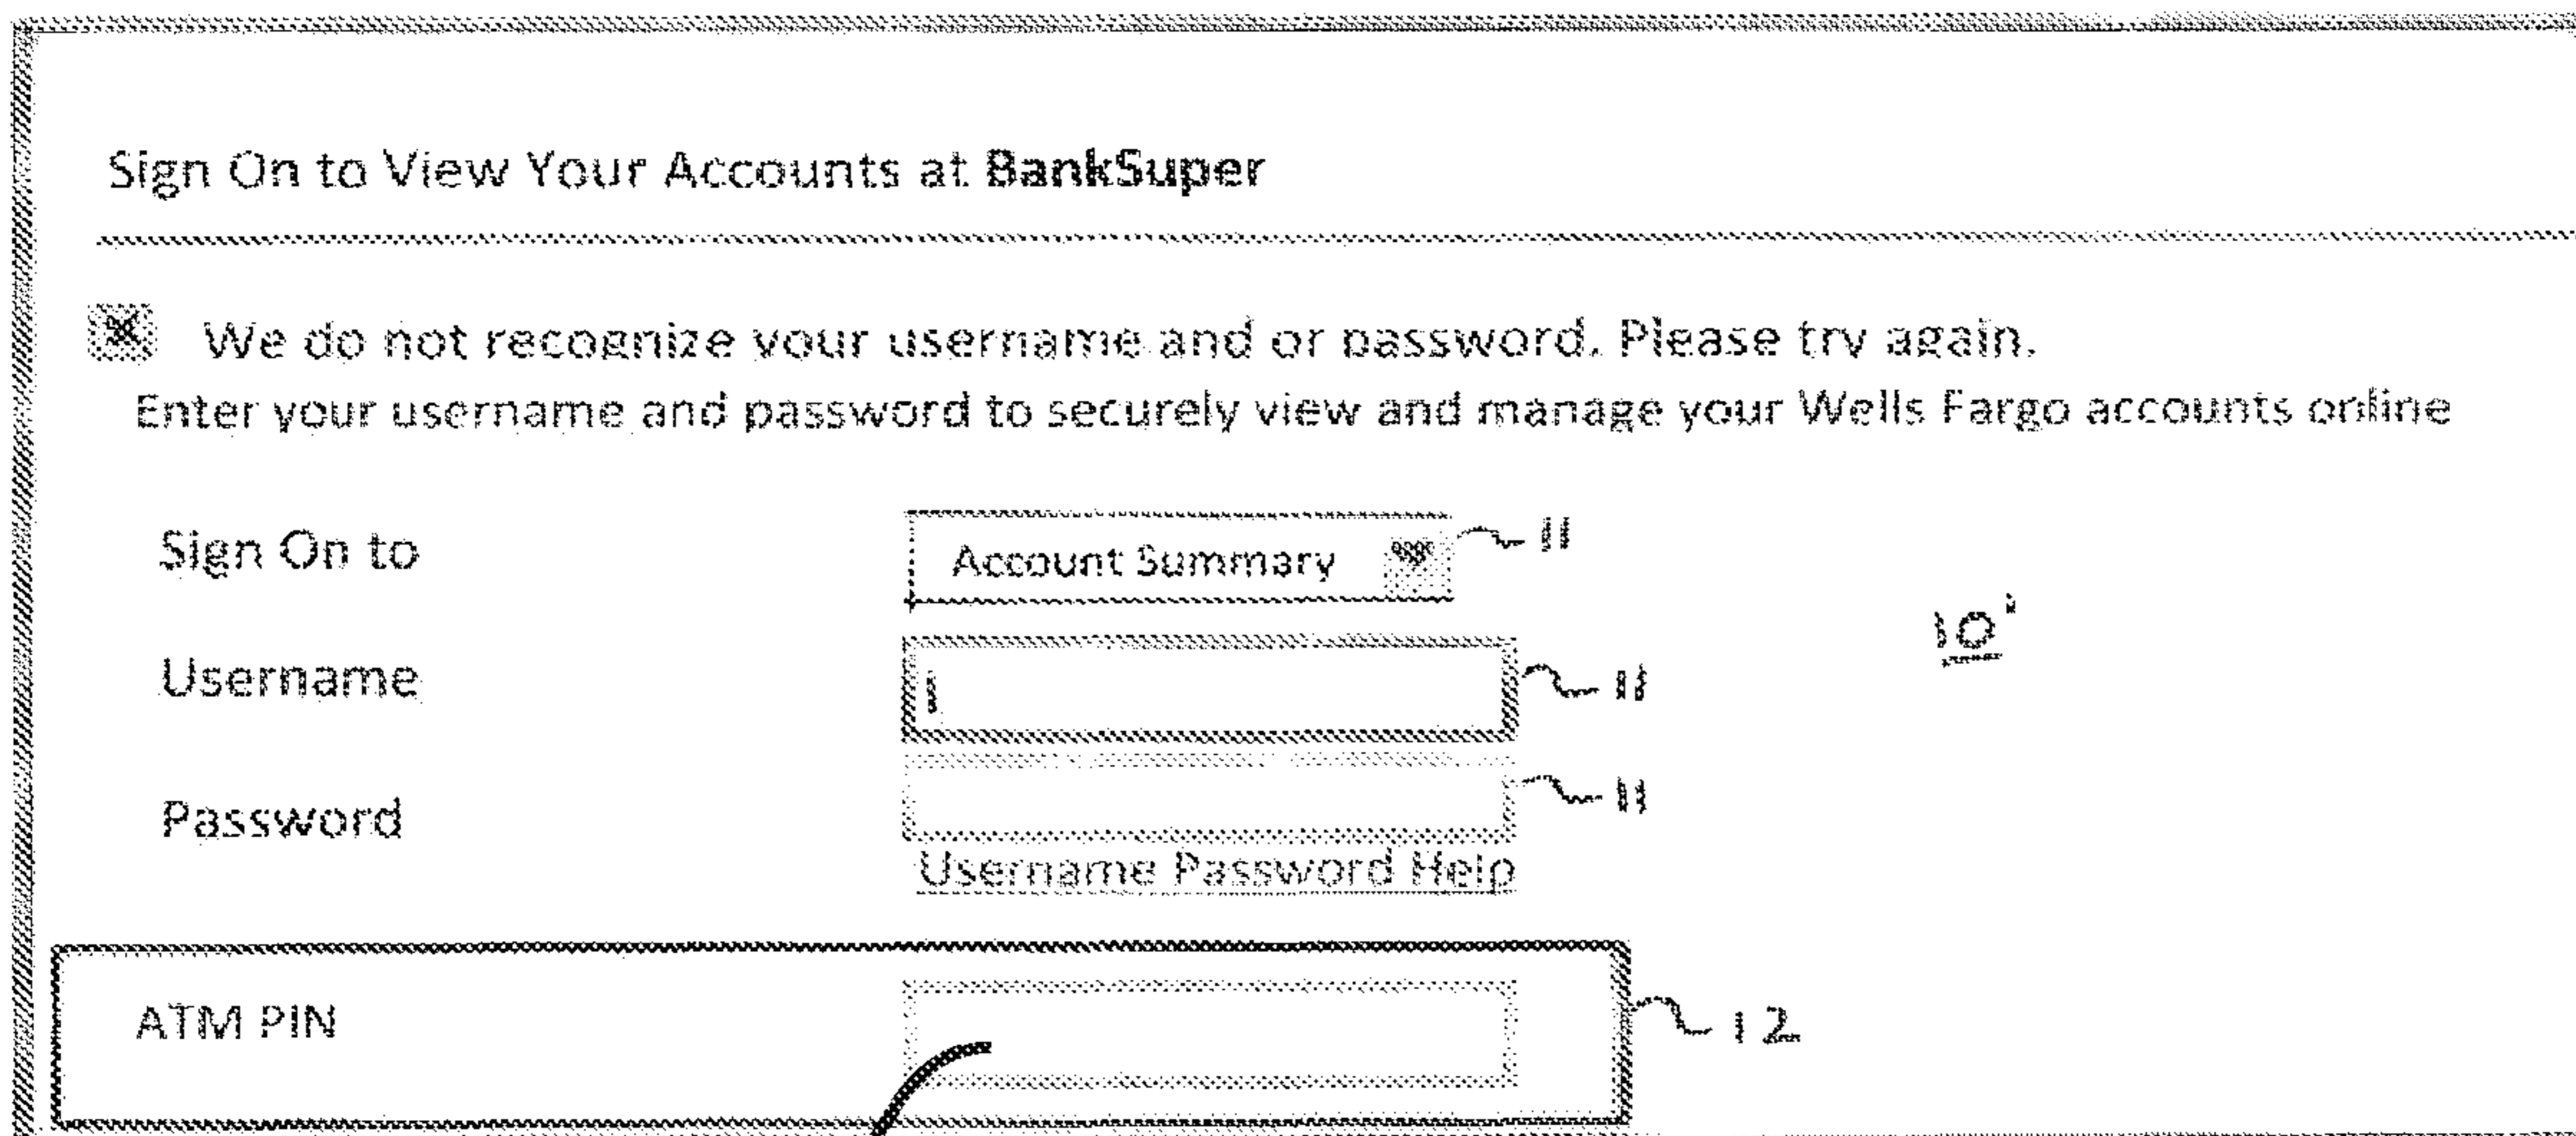 Sign On to View Your Accounts at BankSuper
We do not recognize your username and or password. Please try again.
Enter your username and password to securely view and manage your Wells Fargo accounts online
Sign On to Account Summary 11
10'
Username 11
Password 11
Username Password Help
ATM PIN 12